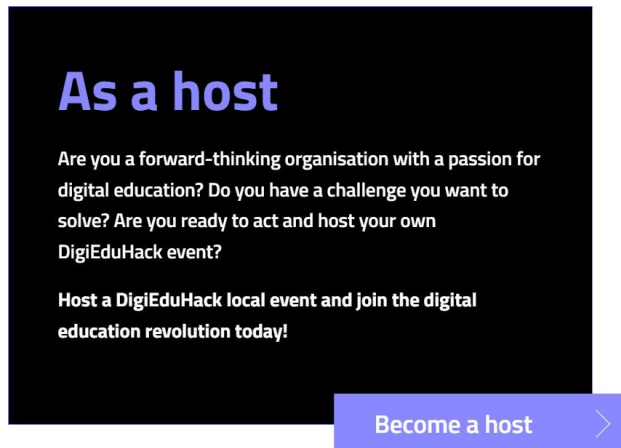 As a host
Are you a forward-thinking organisation with a passion for
digital education? Do you have a challenge you want to
solve? Are you ready to act and host your own
DigiEduHack event?
Host a DigiEduHack local event and join the digital
education revolution today!
Become a host